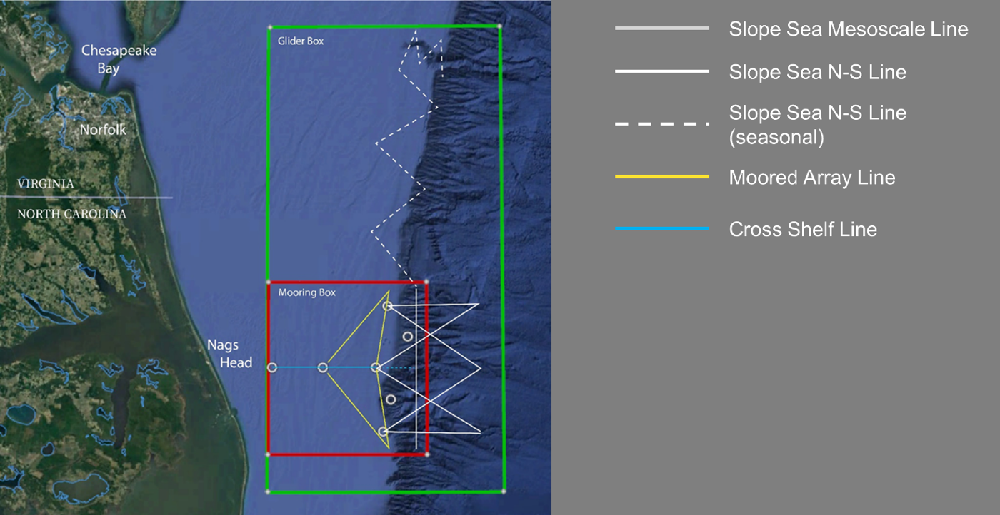 Chesapeake
Bay
Norfolk
VIRGINIA
NORTH CAROLINA
Nags
Head
Glider Box
Mooring Box
Slope Sea Mesoscale Line
Slope Sea N-S Line
Slope Sea N-S Line
(seasonal)
Moored Array Line
Cross Shelf Line